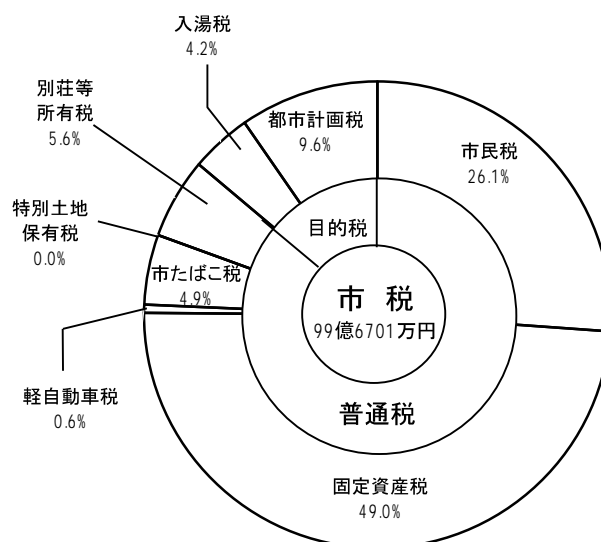 入湯税
4.2%
別荘等
所有税
5.6%
都市計画税
9.6%
市民税
26.1%
特別土地
保有税
0.0%
目的税
市たばこ税
4.9%
市 税
99億6701万円
軽自動車税
0.6%
普通税
固定資産税
49.0%